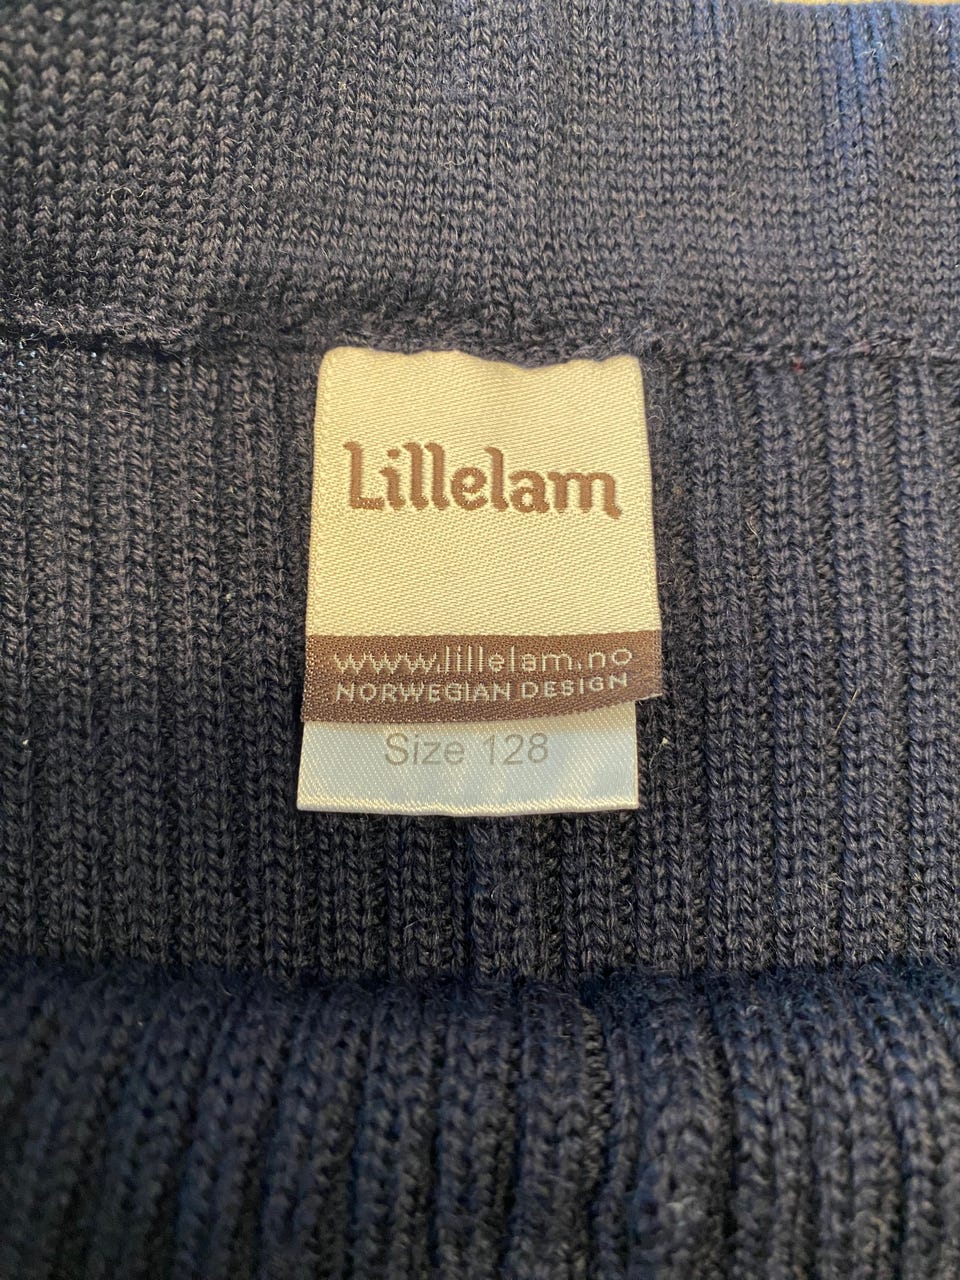 Lillelam
www.lillelam.no
NORWEGIAN DESIGN
Size 128